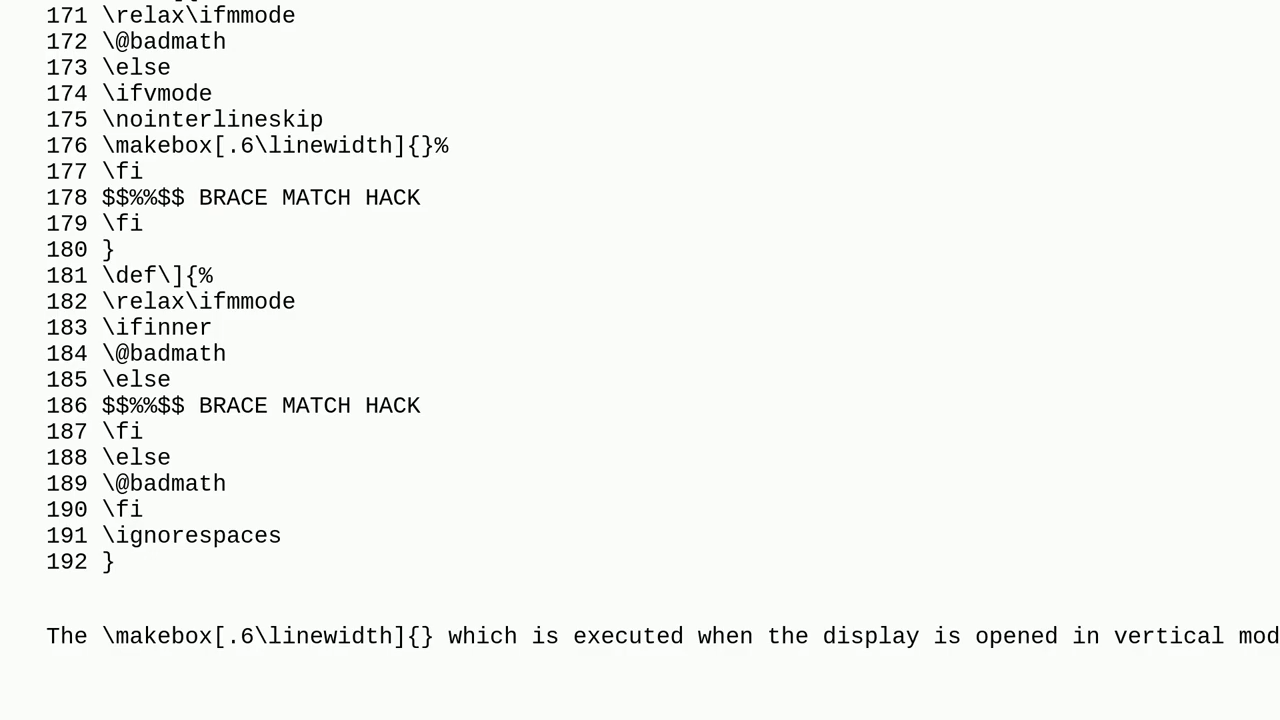 171 \relax\ifmmode
172 \@badmath
173 \else
174 \ifvmode
175 \nointerlineskip
176 \makebox[.6\linewidth]{}%
177 \fi
178 $$%%$$ BRACE MATCH HACK
179 \fi
180 }
181 \def\]{%
182 \relax\ifmmode
183 \ifinner
184 \@badmath
185 \else
186 $$%%$$ BRACE MATCH HACK
187 \fi
188 \else
189 \@badmath
190 \fi
191 \ignorespaces
192 }
The \makebox[.6\linewidth]{} which is executed when the display is opened in vertical mod